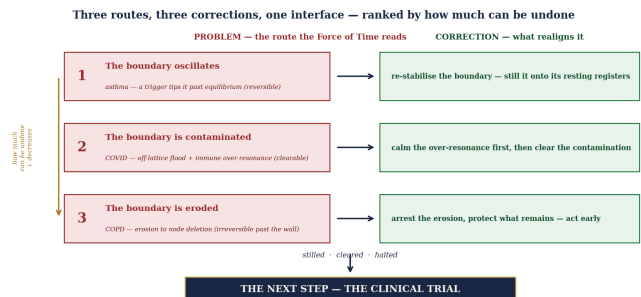 Three routes, three corrections, one interface — ranked by how much can be undone
PROBLEM — the route the Force of Time reads
CORRECTION — what realigns it
how much
can be undone
↓ decreases
1
The boundary oscillates
asthma — a trigger tips it past equilibrium (reversible)
re-stabilise the boundary — still it onto its resting registers
2
The boundary is contaminated
COVID — off-lattice flood + immune over-resonance (clearable)
calm the over-resonance first, then clear the contamination
3
The boundary is eroded
COPD — erosion to node deletion (irreversible past the wall)
arrest the erosion, protect what remains — act early
stilled · cleared · halted
THE NEXT STEP — THE CLINICAL TRIAL